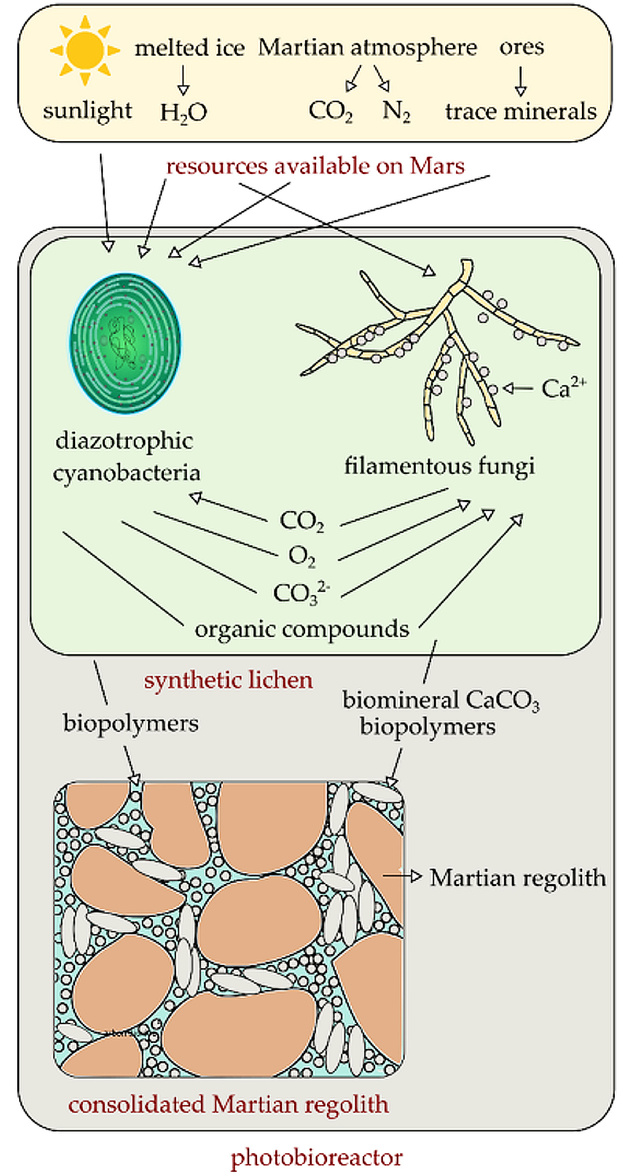 melted ice Martian atmosphere ores
sunlight H₂O CO₂ N₂ trace minerals
resources available on Mars
Ca²⁺
diazotrophic
cyanobacteria
filamentous fungi
CO₂
O₂
CO₃²⁻
organic compounds
synthetic lichen
biopolymers
biomineral CaCO₃
biopolymers
Martian regolith
consolidated Martian regolith
photobioreactor